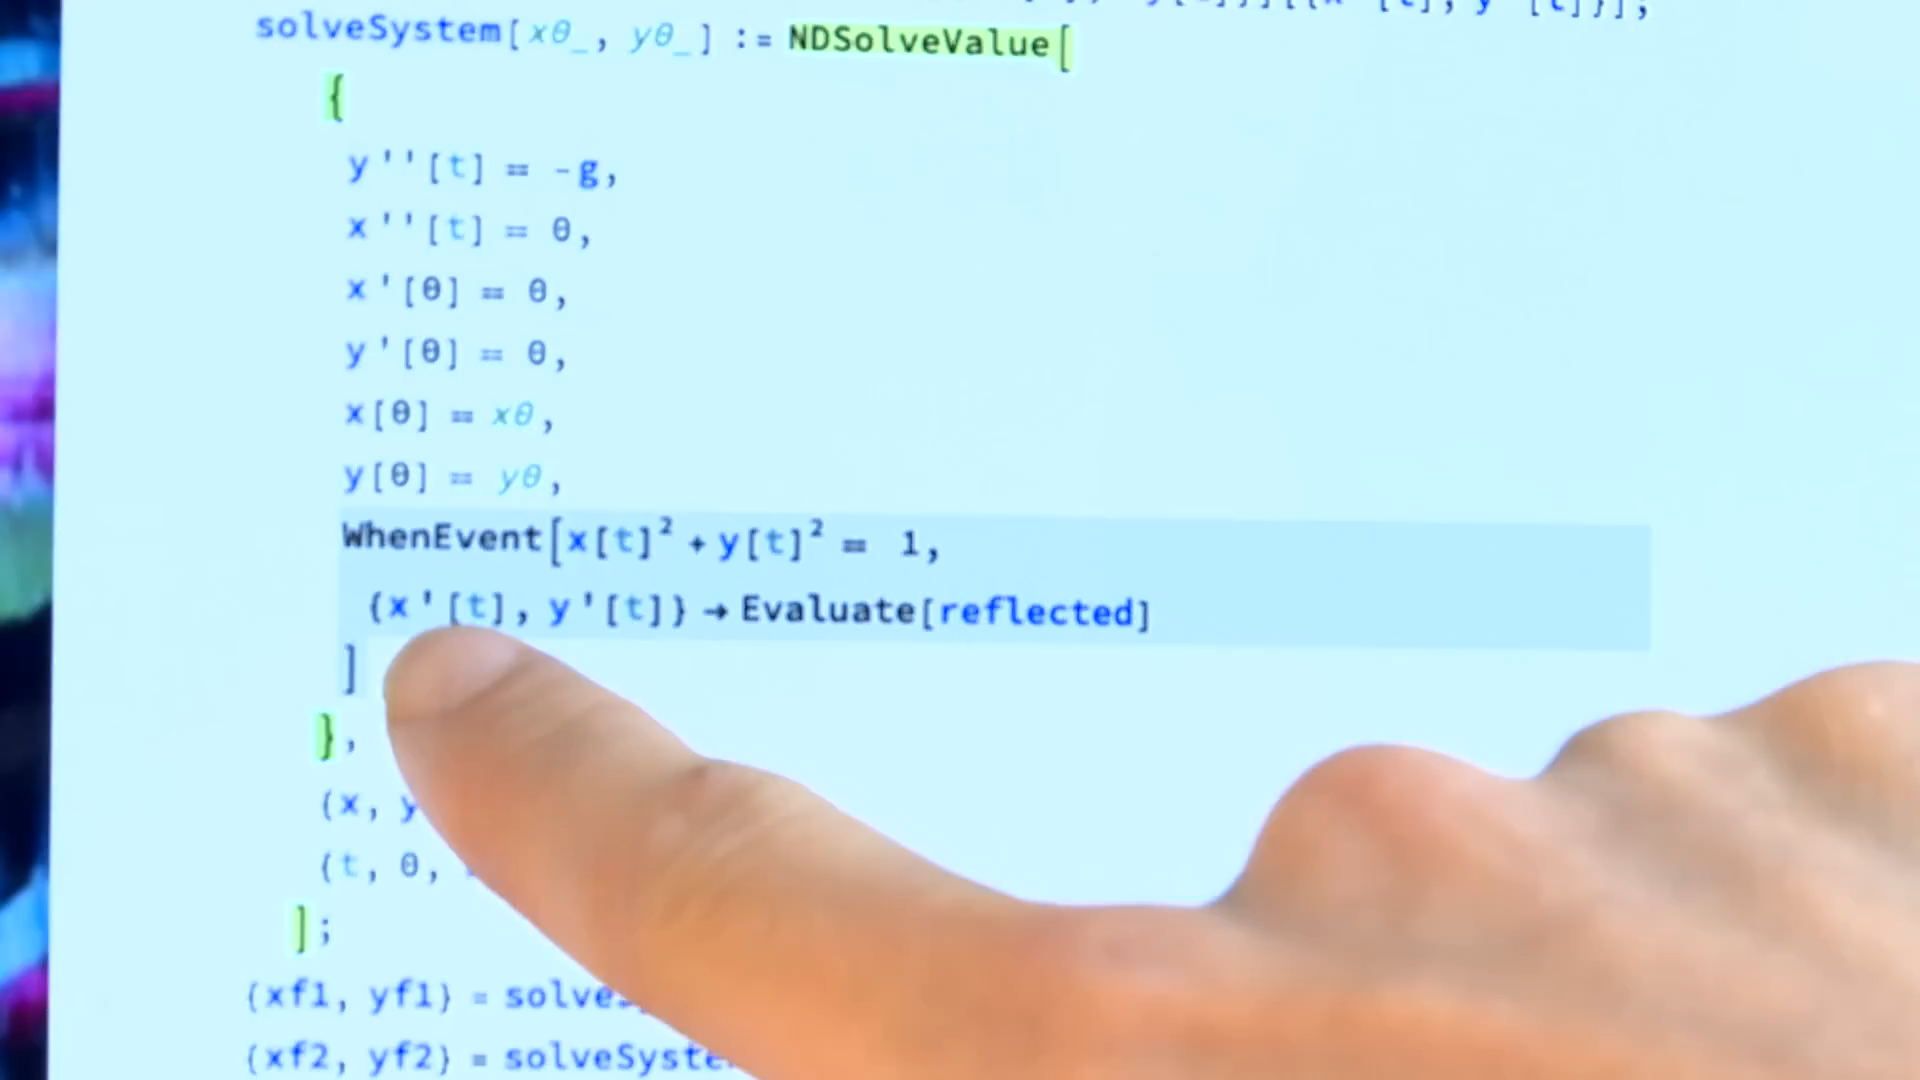 solveSystem[x0_, y0_] := NDSolveValue[
{
y''[t] == -g,
x''[t] == 0,
x'[0] == 0,
y'[0] == 0,
x[0] == x0,
y[0] == y0,
WhenEvent[x[t]² + y[t]² == 1,
{x'[t], y'[t]} → Evaluate[reflected]
]
},
{x, y
{t, 0,
];
{xf1, yf1} = solve
{xf2, yf2} = solveSyste